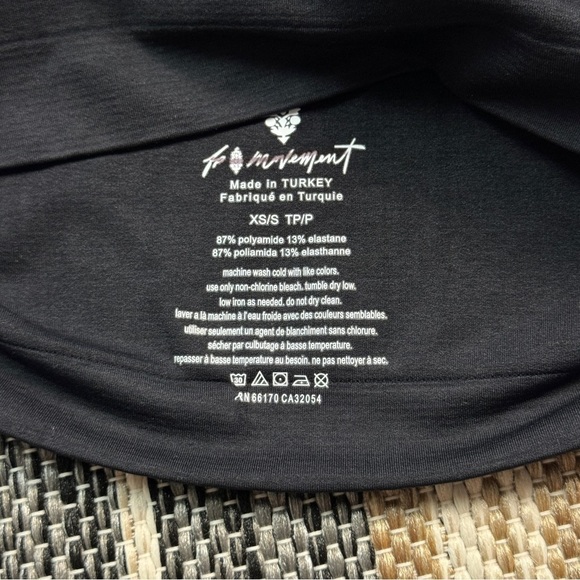 fp movement
Made in TURKEY
Fabriqué en Turquie
XS/S TP/P
87% polyamide 13% elastane
87% poliamida 13% elasthanne
machine wash cold with like colors.
use only non-chlorine bleach. tumble dry low.
low iron as needed. do not dry clean.
laver a là machine à l'eau froide avec des couleurs semblables.
utiliser seulement un agent de blanchiment sans chlorure.
sécher par culbutage à basse temperature.
repasser à basse temperature au besoin. ne pas nettoyer à sec.
30
RN 66170 CA32054